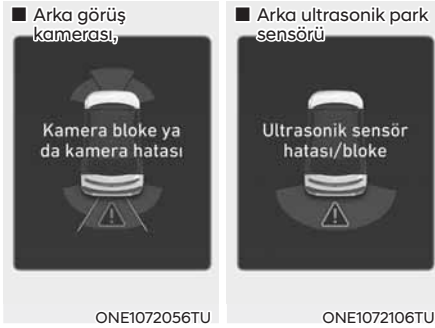 ■ Arka görüş
kamerası,
Kamera bloke ya
da kamera hatası
ONE1072056TU
■ Arka ultrasonik park
sensörü
Ultrasonik sensör
hatası/bloke
ONE1072106TU